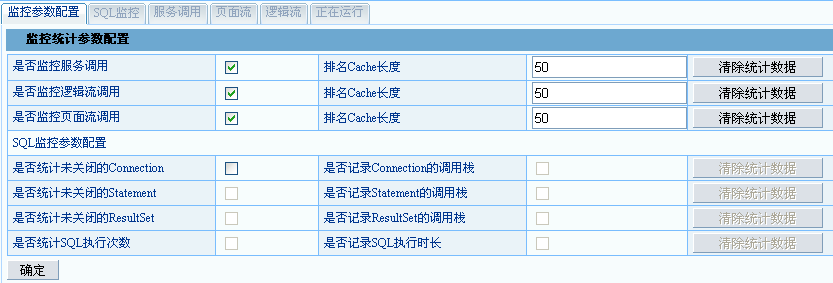 监控参数配置 SQL监控 服务调用 页面流 逻辑流 正在运行
监控统计参数配置
是否监控服务调用 排名Cache长度 50 清除统计数据
是否监控逻辑流调用 排名Cache长度 50 清除统计数据
是否监控页面流调用 排名Cache长度 50 清除统计数据
SQL监控参数配置
是否统计未关闭的Connection 是否记录Connection的调用栈 清除统计数据
是否统计未关闭的Statement 是否记录Statement的调用栈 清除统计数据
是否统计未关闭的ResultSet 是否记录ResultSet的调用栈 清除统计数据
是否统计SQL执行次数 是否记录SQL执行时长 清除统计数据
确定